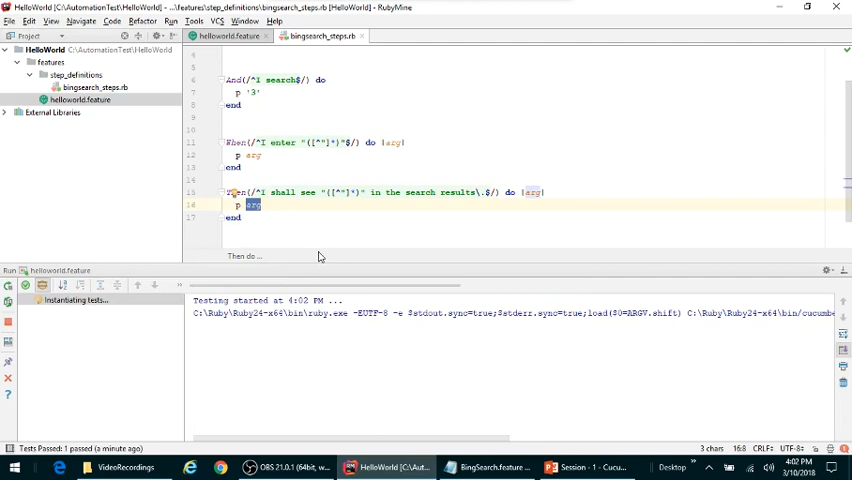 HelloWorld [C:\AutomationTest\HelloWorld] - ...\features\step_definitions\bingsearch_steps.rb [HelloWorld] - RubyMine
File Edit View Navigate Code Refactor Run Tools VCS Window Help
Project
helloworld.feature
bingsearch_steps.rb
HelloWorld C:\AutomationTest\HelloWorld
features
step_definitions
bingsearch_steps.rb
helloworld.feature
External Libraries
4
5
6 And(/^I search$/) do
7 p '3'
8 end
9
10
11 When(/^I enter "([^"]*)"$/) do |arg|
12 p arg
13 end
14
15 Then(/^I shall see "([^"]*)" in the search results\.$/) do |arg|
16 p arg
17 end
Then do ...
Run helloworld.feature
Instantiating tests...
Testing started at 4:02 PM ...
C:\Ruby\Ruby24-x64\bin\ruby.exe -EUTF-8 -e $stdout.sync=true;$stderr.sync=true;load($0=ARGV.shift) C:\Ruby\Ruby24-x64\bin/cucumbe
Tests Passed: 1 passed (a minute ago)
3 chars 16:8 CRLF UTF-8
VideoRecordings
OBS 21.0.1 (64bit, w...
HelloWorld [C:\Aut...
BingSearch.feature ...
Session - 1 - Cucu...
Desktop
4:02 PM
3/10/2018